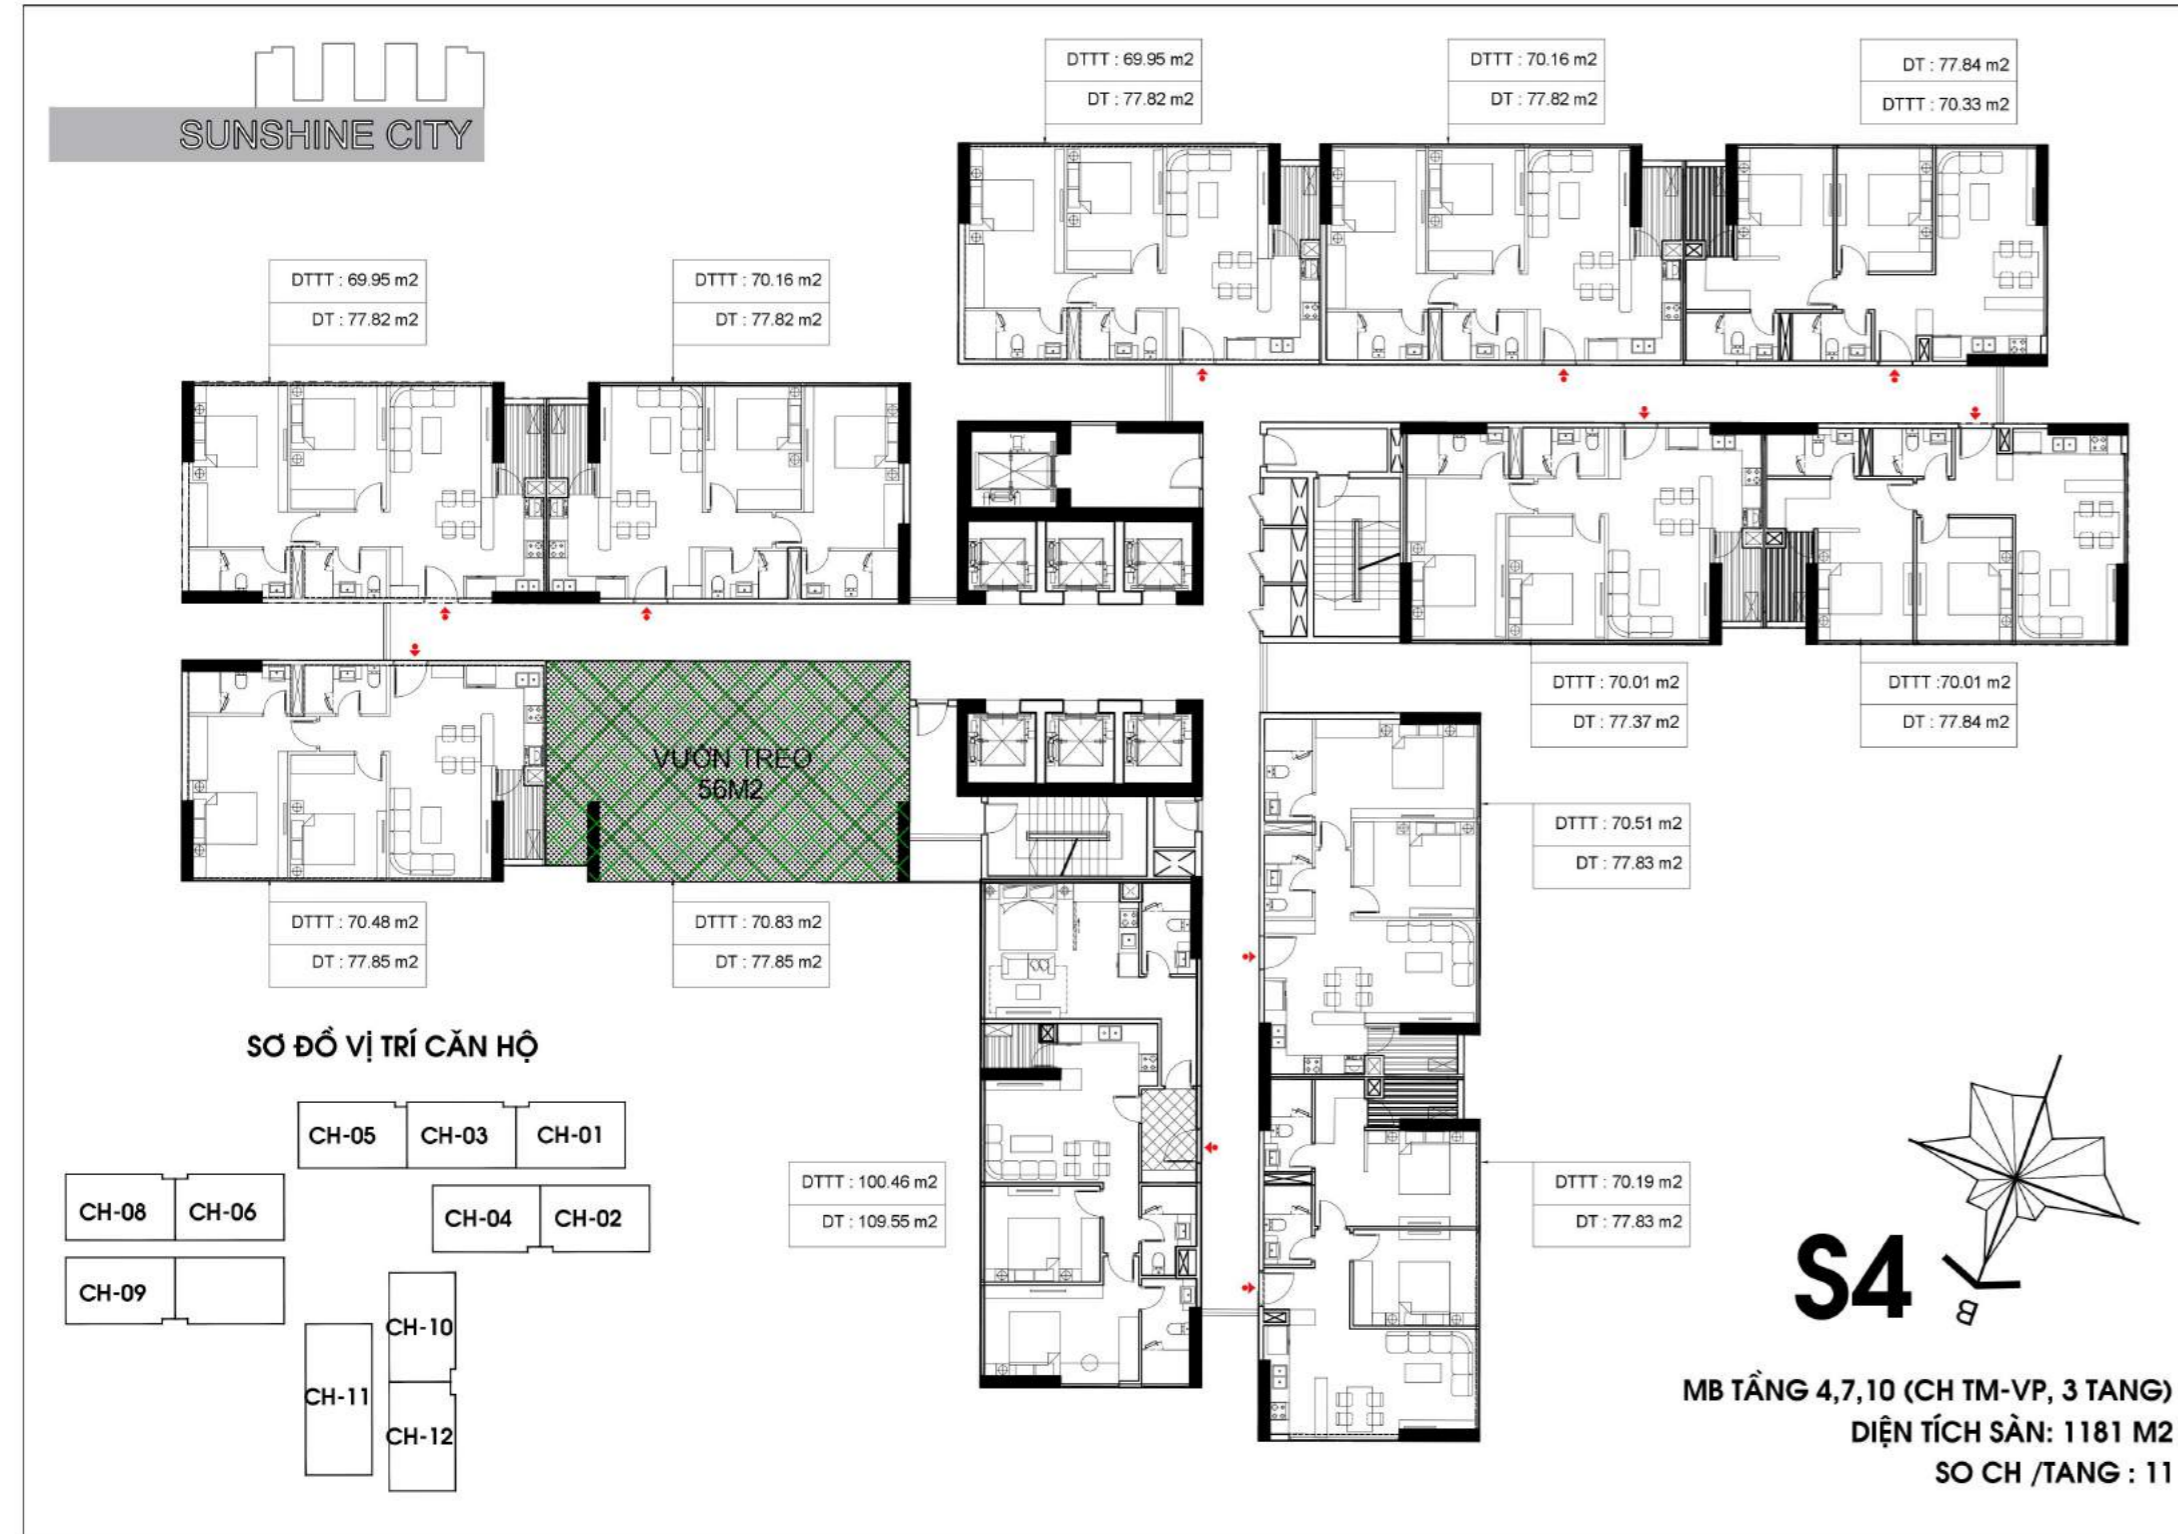 SUNSHINE CITY
DTTT : 69.95 m2
DT : 77.82 m2
DTTT : 70.16 m2
DT : 77.82 m2
DT : 77.84 m2
DTTT : 70.33 m2
DTTT : 69.95 m2
DT : 77.82 m2
DTTT : 70.16 m2
DT : 77.82 m2
DTTT : 70.01 m2
DT : 77.37 m2
DTTT :70.01 m2
DT : 77.84 m2
VƯỜN TREO
56M2
DTTT : 70.51 m2
DT : 77.83 m2
DTTT : 70.48 m2
DT : 77.85 m2
DTTT : 70.83 m2
DT : 77.85 m2
DTTT : 100.46 m2
DT : 109.55 m2
DTTT : 70.19 m2
DT : 77.83 m2
SƠ ĐỒ VỊ TRÍ CĂN HỘ
CH-05 CH-03 CH-01
CH-08 CH-06 CH-04 CH-02
CH-09
CH-10
CH-11
CH-12
S4
B
MB TẦNG 4,7,10 (CH TM-VP, 3 TANG)
DIỆN TÍCH SÀN: 1181 M2
SO CH /TANG : 11